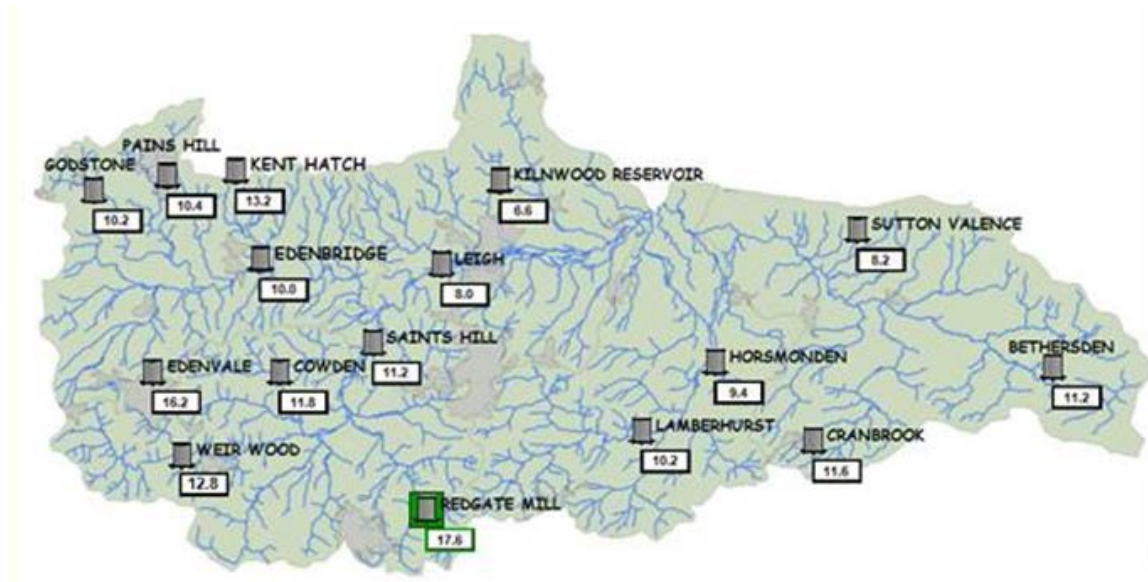 PAINS HILL
GODSTONE
KENT HATCH
KILNWOOD RESERVOIR
10.2
10.4
13.2
6.6
SUTTON VALENCE
8.2
EDENBRIDGE
LEIGH
10.0
8.0
SAINTS HILL
11.2
HORSMONDEN
9.4
BETHERSDEN
11.2
EDENVALE
COWDEN
16.2
11.8
LAMBERHURST
10.2
CRANBROOK
11.6
WEIR WOOD
12.8
REDGATE MILL
17.6